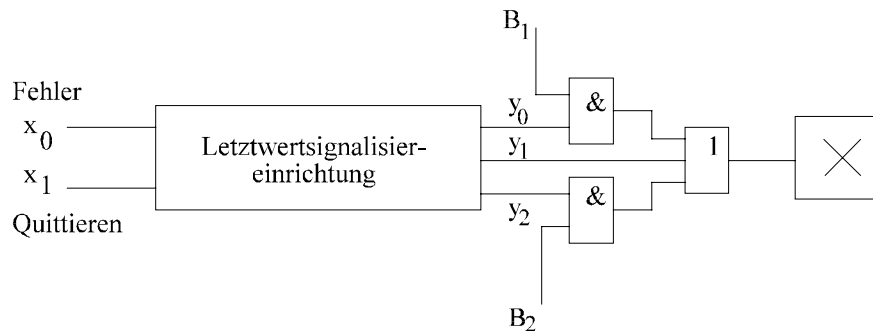 B1
Fehler
x0
x1
Quittieren
Letztwertsignalisier-
einrichtung
y0
y1
y2
&
&
1
B2